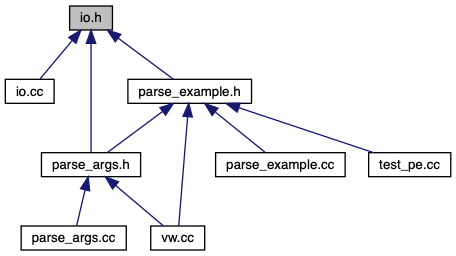 io.h
io.cc
parse_example.h
parse_args.h
parse_example.cc
test_pe.cc
parse_args.cc
vw.cc